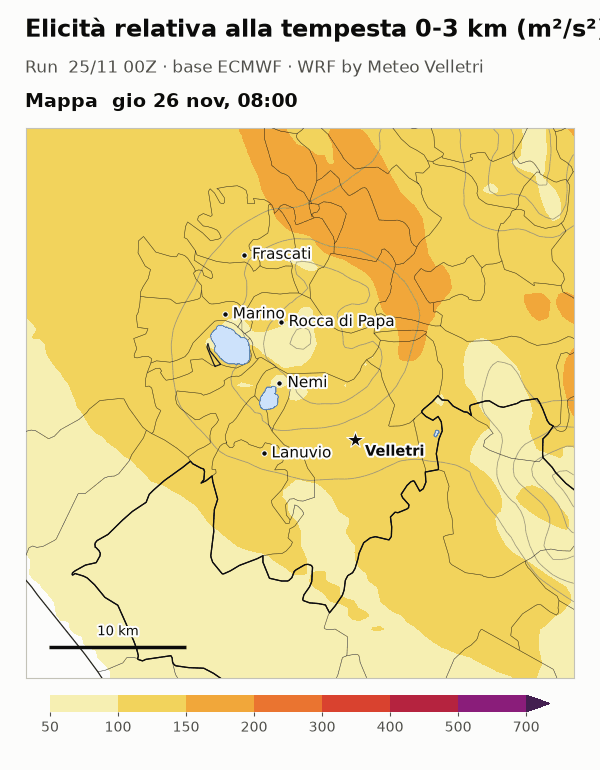 Elicità relativa alla tempesta 0-3 km (m²/s²)
Run  25/11 00Z · base ECMWF · WRF by Meteo Velletri
Mappa  gio 26 nov, 08:00
Frascati
Marino
Rocca di Papa
Nemi
Velletri
Lanuvio
10 km
50 100 150 200 300 400 500 700